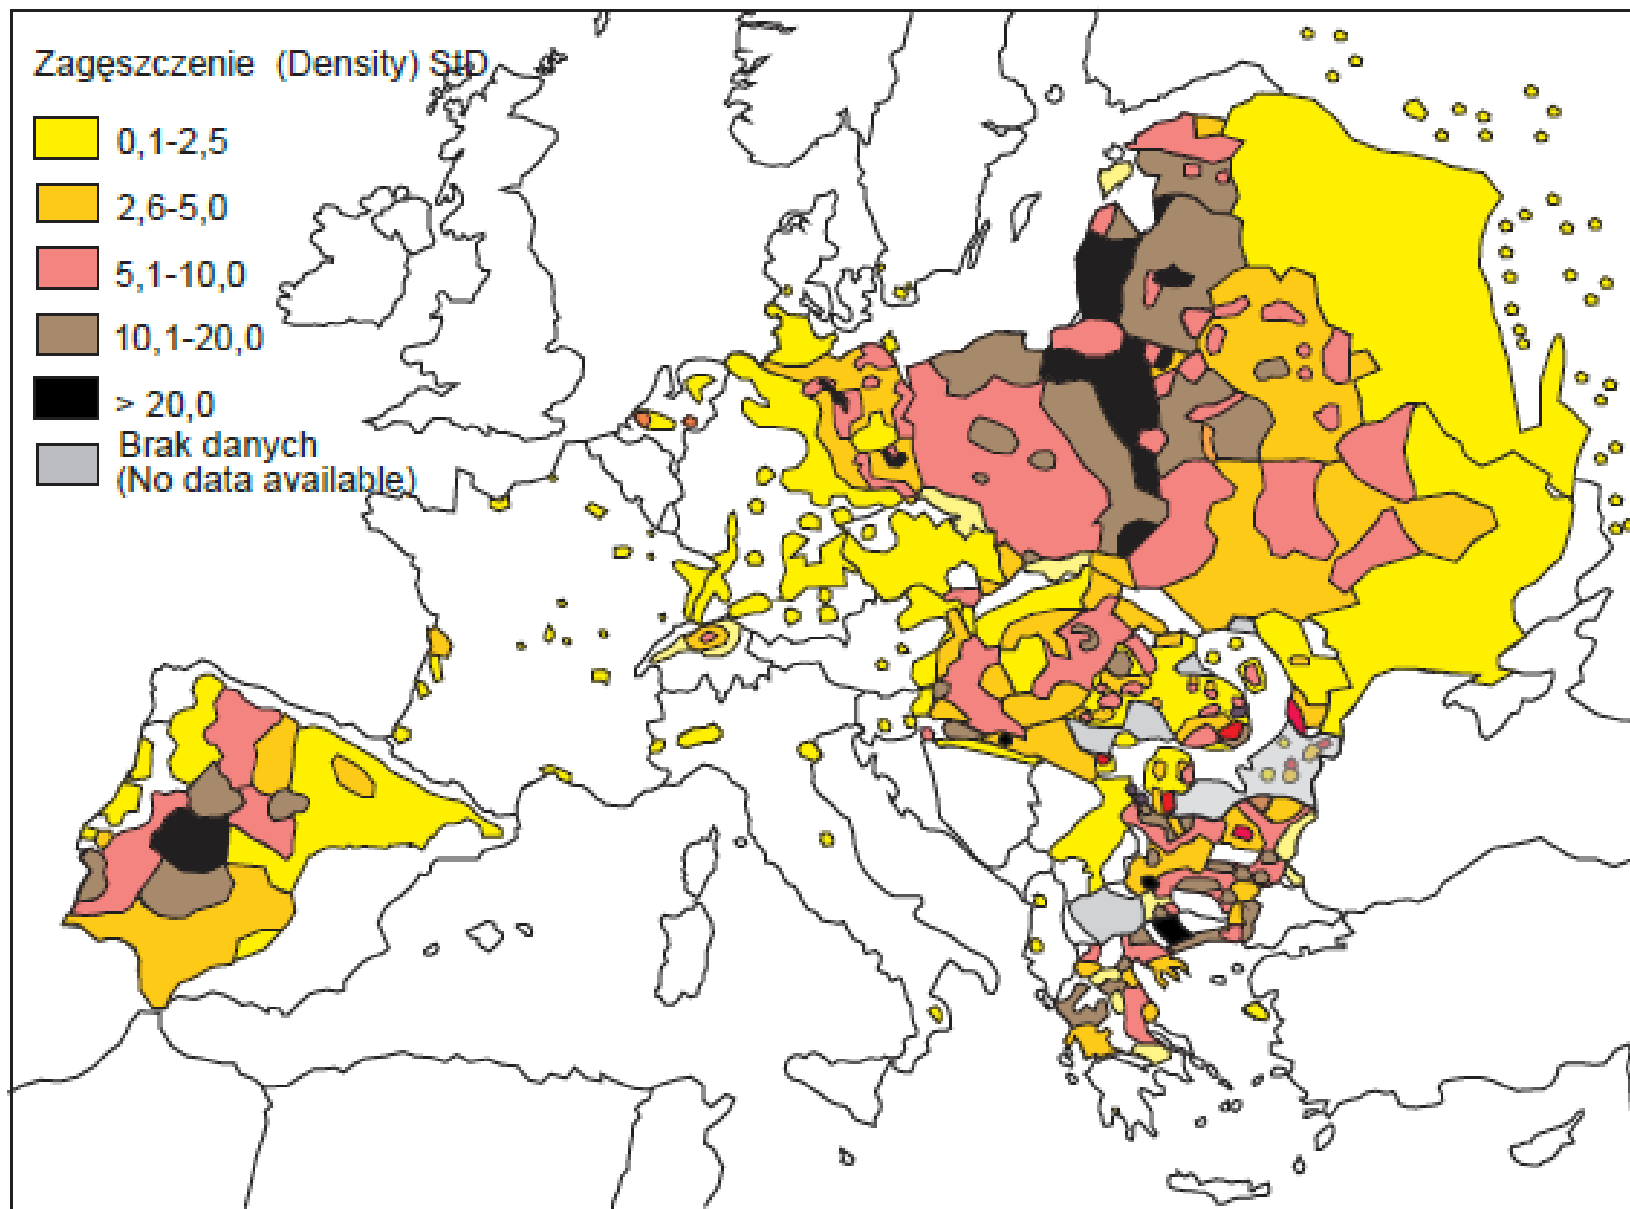 Zagęszczenie (Density) StD
0,1-2,5
2,6-5,0
5,1-10,0
10,1-20,0
> 20,0
Brak danych
(No data available)